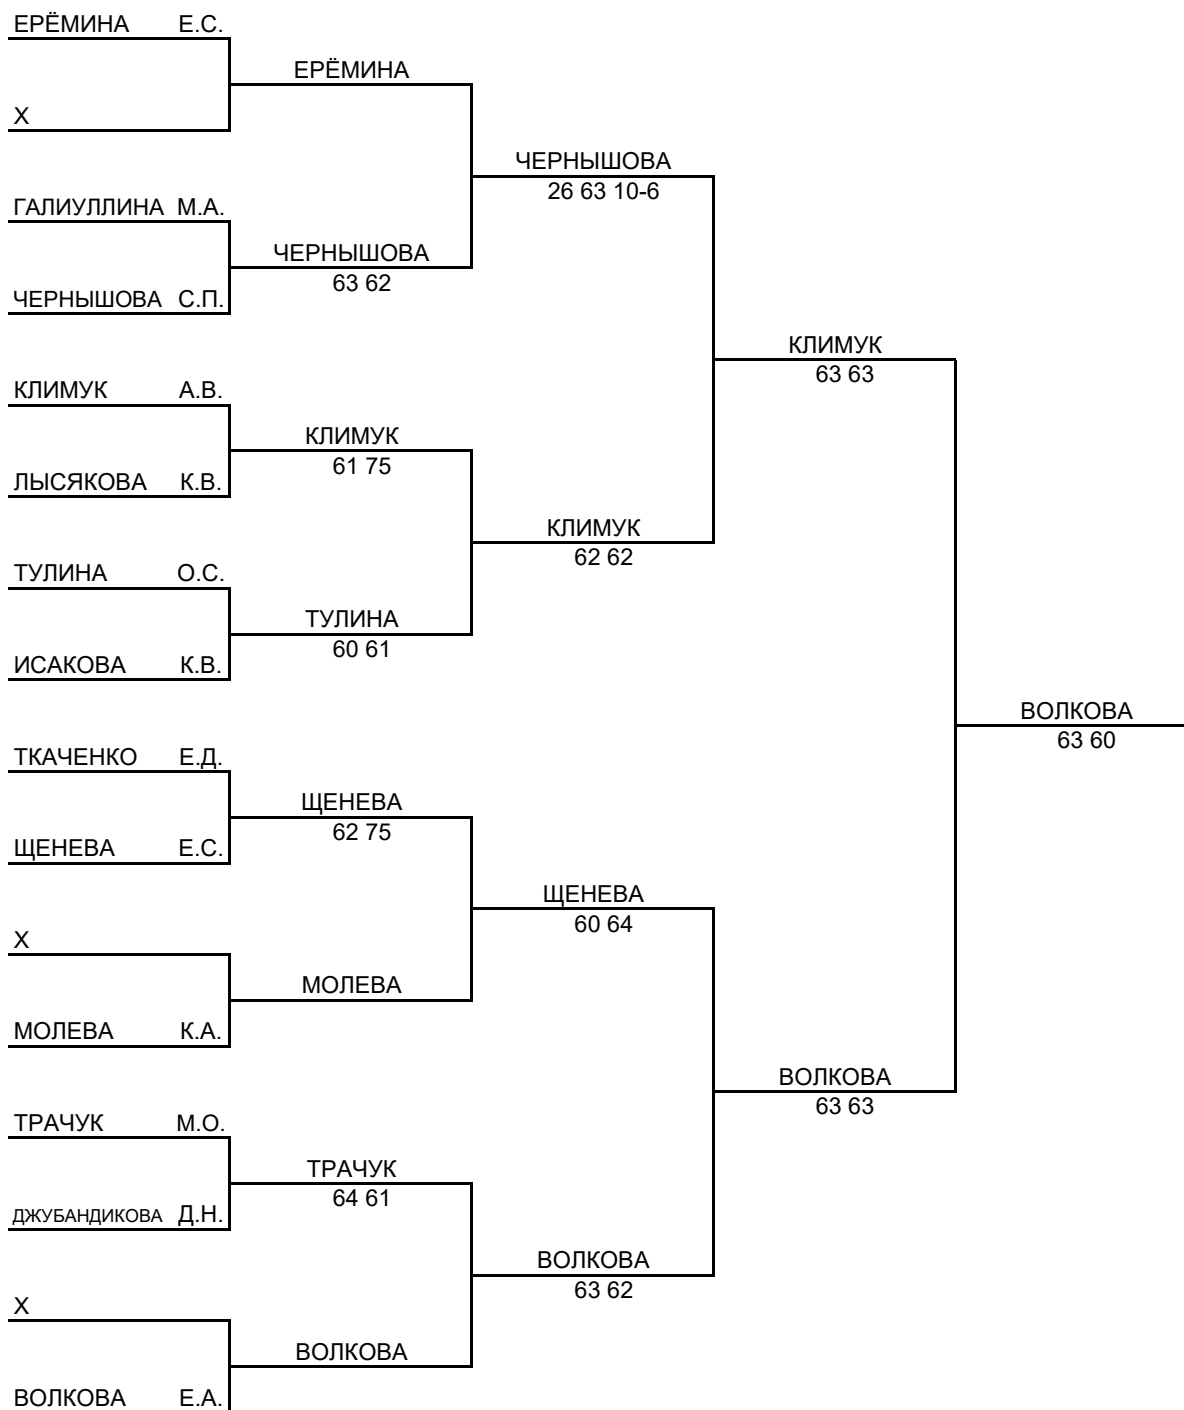 ЕРЁМИНА Е.С.
ЕРЁМИНА
X
ЧЕРНЫШОВА
26 63 10-6
ГАЛИУЛЛИНА М.А.
ЧЕРНЫШОВА
63 62
ЧЕРНЫШОВА С.П.
КЛИМУК
63 63
КЛИМУК А.В.
КЛИМУК
61 75
ЛЫСЯКОВА К.В.
КЛИМУК
62 62
ТУЛИНА О.С.
ТУЛИНА
60 61
ИСАКОВА К.В.
ВОЛКОВА
63 60
ТКАЧЕНКО Е.Д.
ЩЕНЕВА
62 75
ЩЕНЕВА Е.С.
ЩЕНЕВА
60 64
X
МОЛЕВА
МОЛЕВА К.А.
ВОЛКОВА
63 63
ТРАЧУК М.О.
ТРАЧУК
64 61
ДЖУБАНДИКОВА Д.Н.
ВОЛКОВА
63 62
X
ВОЛКОВА
ВОЛКОВА Е.А.